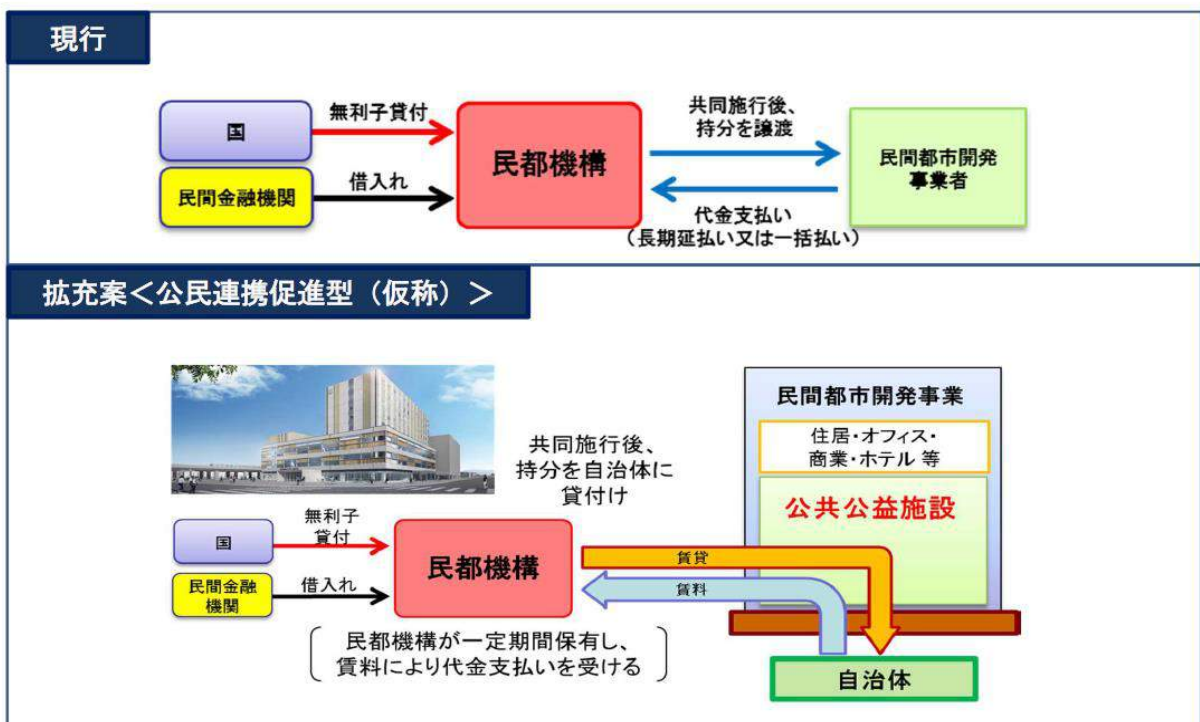 現行
国
民間金融機関
無利子貸付
借入れ
民都機構
共同施行後、
持分を譲渡
代金支払い
（長期延払い又は一括払い）
民間都市開発
事業者
拡充案＜公民連携促進型（仮称）＞
共同施行後、
持分を自治体に
貸付け
国
民間金融
機関
無利子
貸付
借入れ
民都機構
民都機構が一定期間保有し、
賃料により代金支払いを受ける
賃貸
賃料
民間都市開発事業
住居・オフィス・
商業・ホテル 等
公共公益施設
自治体